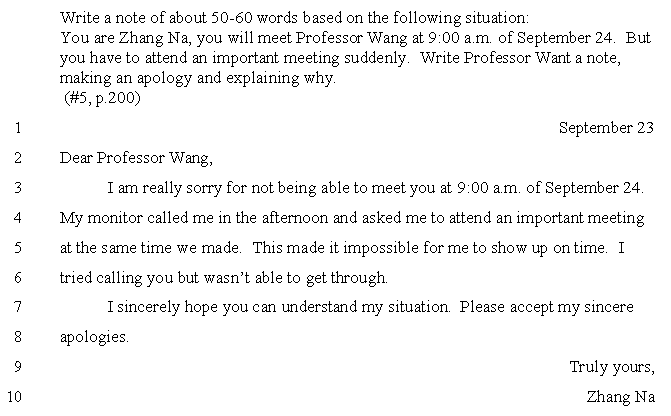 Write a note of about 50-60 words based on the following situation:
You are Zhang Na, you will meet Professor Wang at 9:00 a.m. of September 24.  But
you have to attend an important meeting suddenly.  Write Professor Want a note,
making an apology and explaining why.
(#5, p.200)
1 September 23
2 Dear Professor Wang,
3 I am really sorry for not being able to meet you at 9:00 a.m. of September 24.
4 My monitor called me in the afternoon and asked me to attend an important meeting
5 at the same time we made.  This made it impossible for me to show up on time.  I
6 tried calling you but wasn't able to get through.
7 I sincerely hope you can understand my situation.  Please accept my sincere
8 apologies.
9 Truly yours,
10 Zhang Na